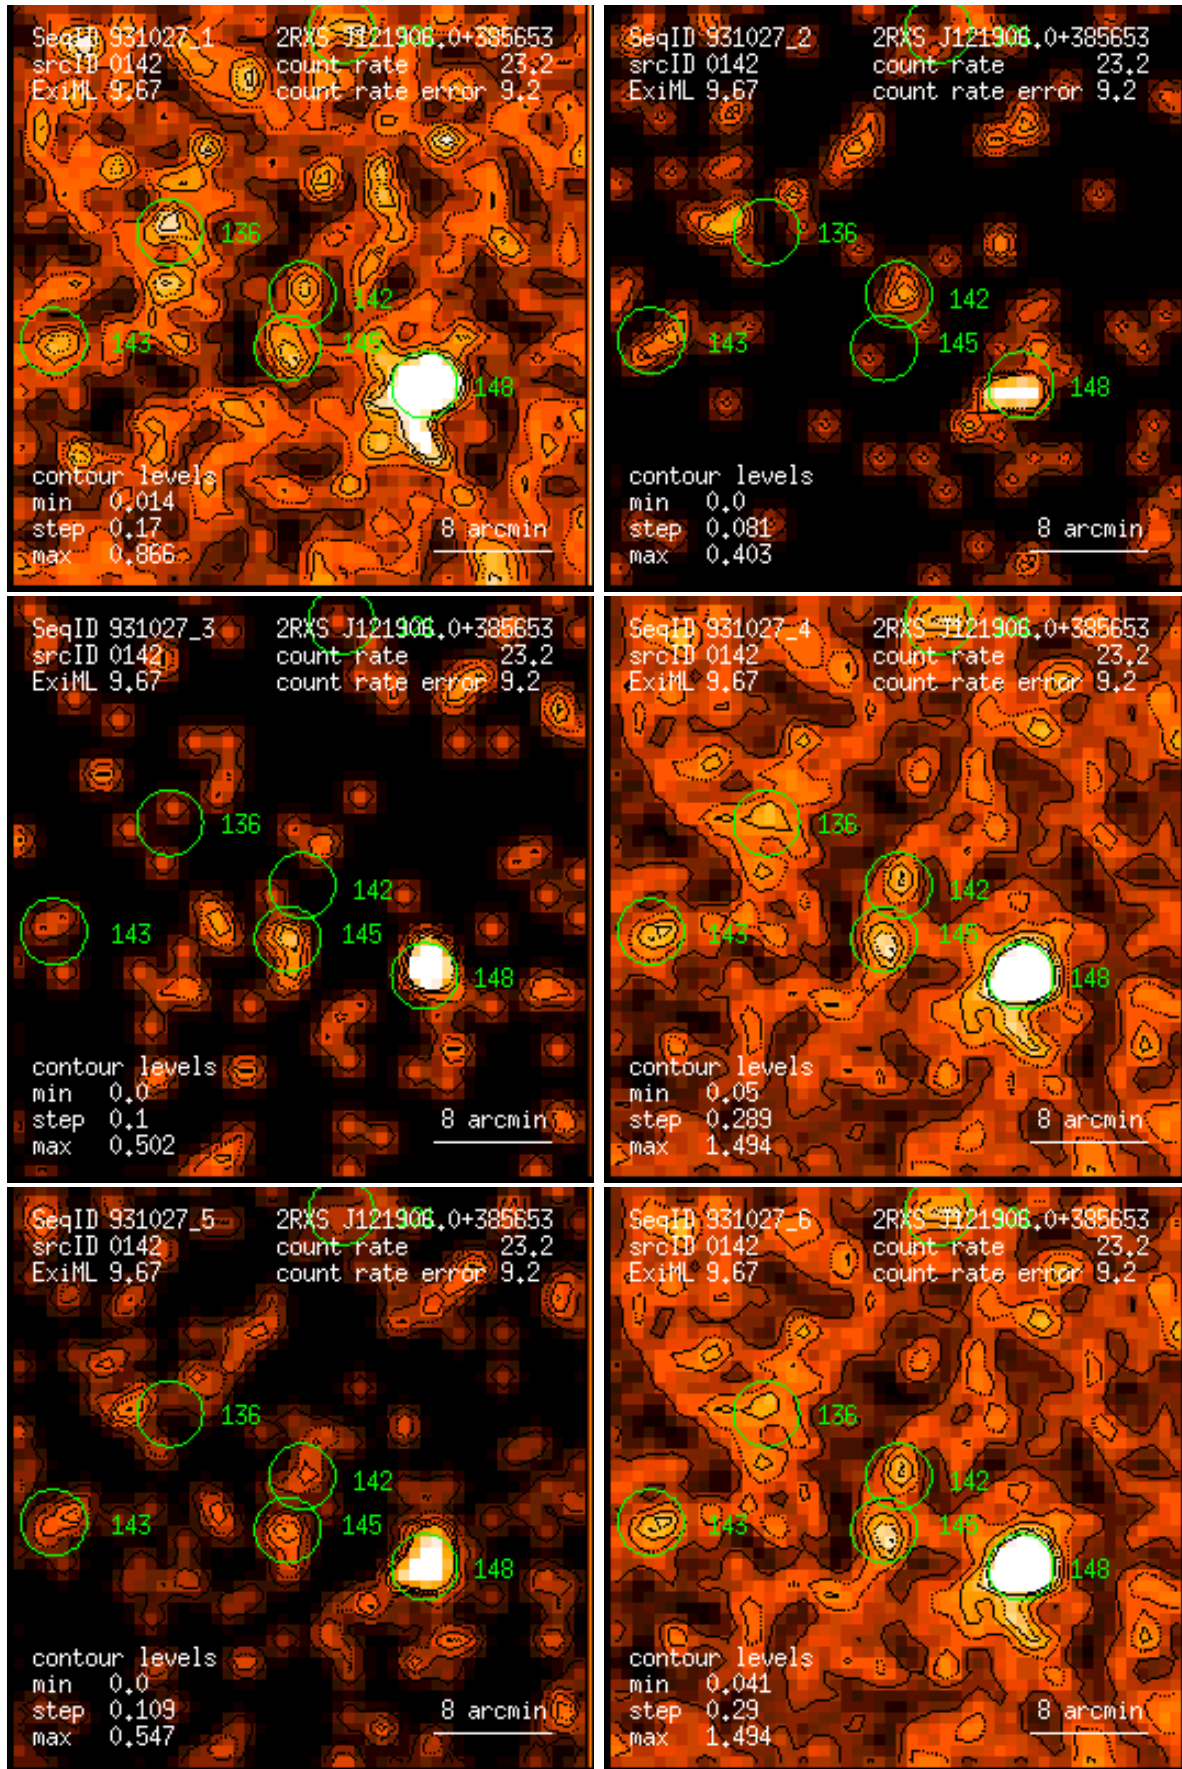 SeqID 931027_1 2RXS J121906.0+385653
srcID 0142 count rate 23.2
ExiML 9.67 count rate error 9.2
136
142
143 145
148
contour levels
min 0.014
step 0.17 8 arcmin
max 0.866
SeqID 931027_2 2RXS J121906.0+385653
srcID 0142 count rate 23.2
ExiML 9.67 count rate error 9.2
136
142
143 145
148
contour levels
min 0.0
step 0.081 8 arcmin
max 0.403
SeqID 931027_3 2RXS J121906.0+385653
srcID 0142 count rate 23.2
ExiML 9.67 count rate error 9.2
136
142
143 145
148
contour levels
min 0.0
step 0.1 8 arcmin
max 0.502
SeqID 931027_4 2RXS J121906.0+385653
srcID 0142 count rate 23.2
ExiML 9.67 count rate error 9.2
136
142
143 145
148
contour levels
min 0.05
step 0.289 8 arcmin
max 1.494
SeqID 931027_5 2RXS J121906.0+385653
srcID 0142 count rate 23.2
ExiML 9.67 count rate error 9.2
136
142
143 145
148
contour levels
min 0.0
step 0.109 8 arcmin
max 0.547
SeqID 931027_6 2RXS J121906.0+385653
srcID 0142 count rate 23.2
ExiML 9.67 count rate error 9.2
136
142
143 145
148
contour levels
min 0.041
step 0.29 8 arcmin
max 1.494